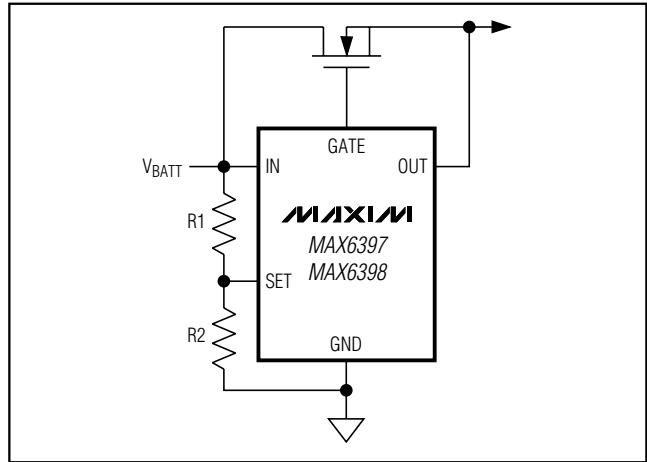 GATE
V_BATT
IN
OUT
R1
MAXIM
MAX6397
MAX6398
SET
R2
GND